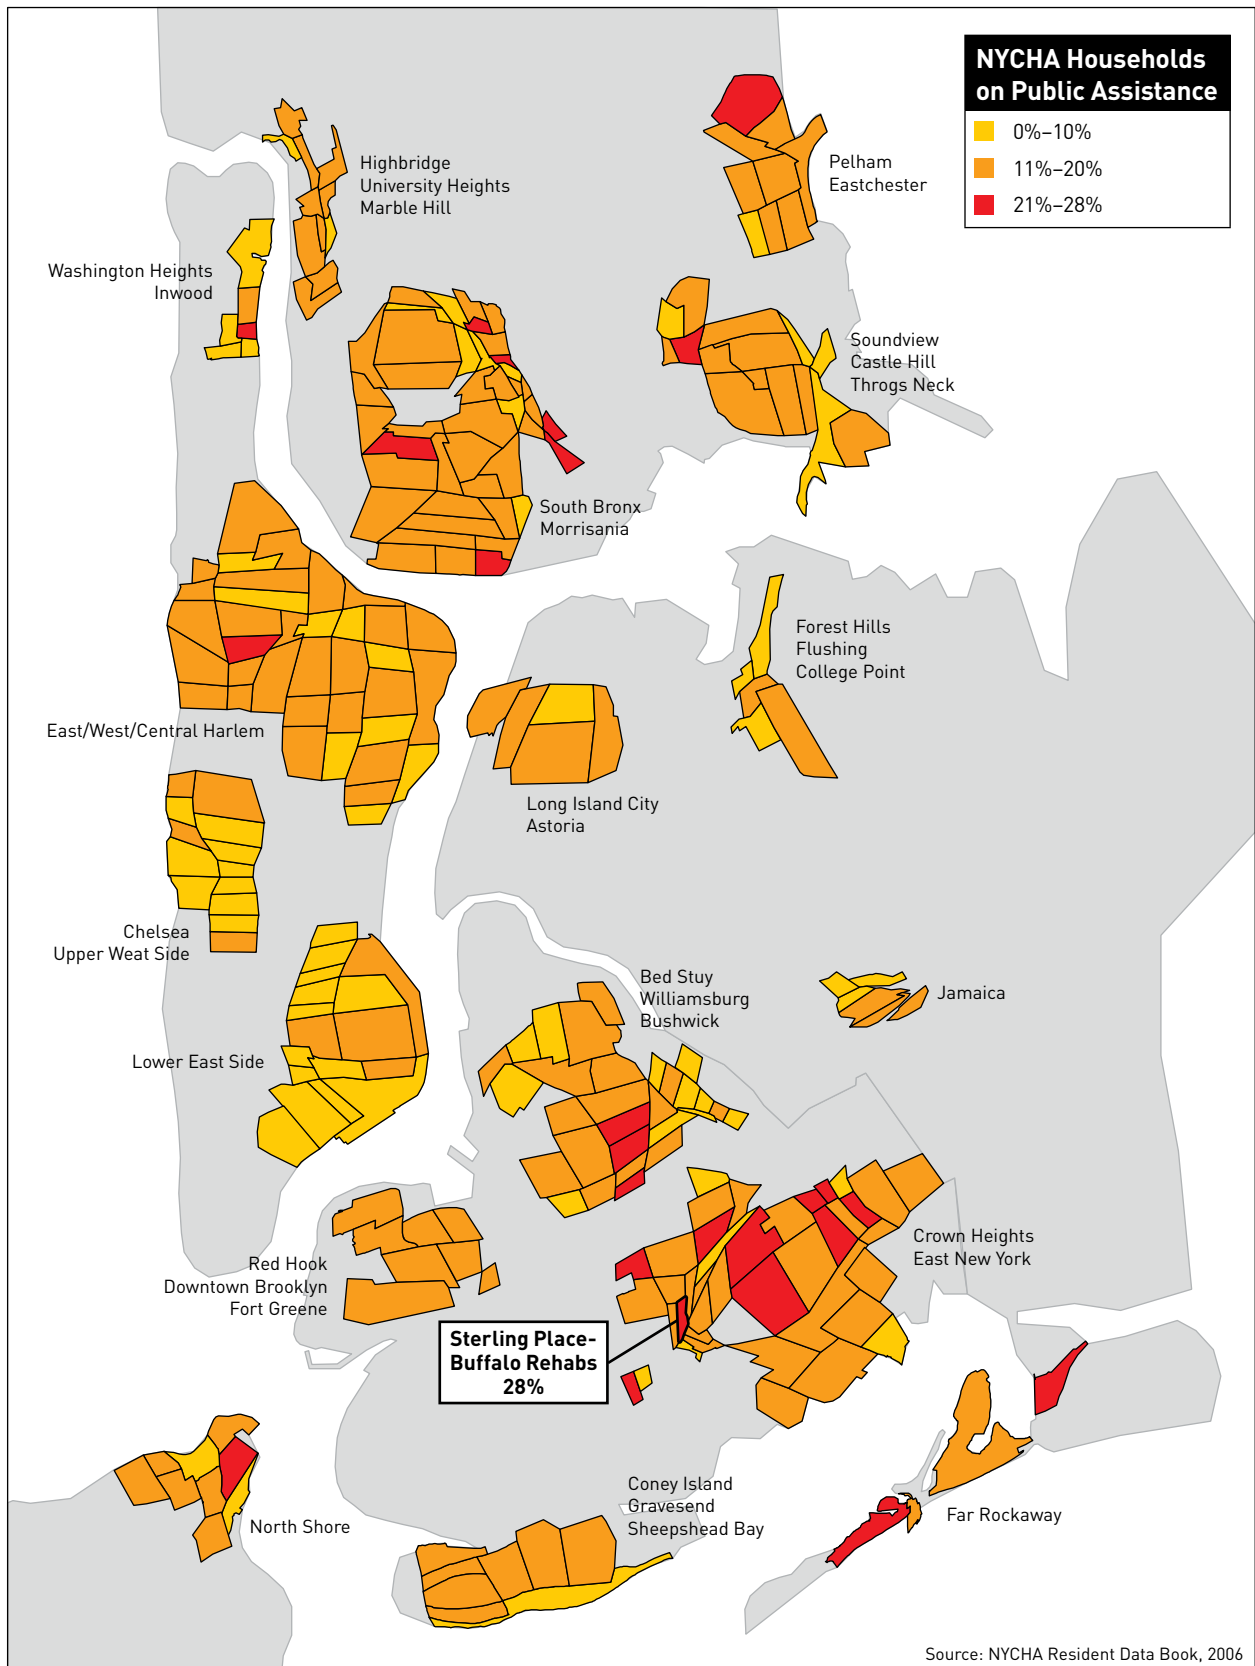 NYCHA Households
on Public Assistance
0%–10%
11%–20%
21%–28%
Highbridge
University Heights
Marble Hill
Pelham
Eastchester
Washington Heights
Inwood
Soundview
Castle Hill
Throgs Neck
South Bronx
Morrisania
Forest Hills
Flushing
College Point
East/West/Central Harlem
Long Island City
Astoria
Chelsea
Upper Weat Side
Bed Stuy
Williamsburg
Bushwick
Jamaica
Lower East Side
Crown Heights
East New York
Red Hook
Downtown Brooklyn
Fort Greene
Sterling Place-
Buffalo Rehabs
28%
Coney Island
Gravesend
Sheepshead Bay
Far Rockaway
North Shore
Source: NYCHA Resident Data Book, 2006